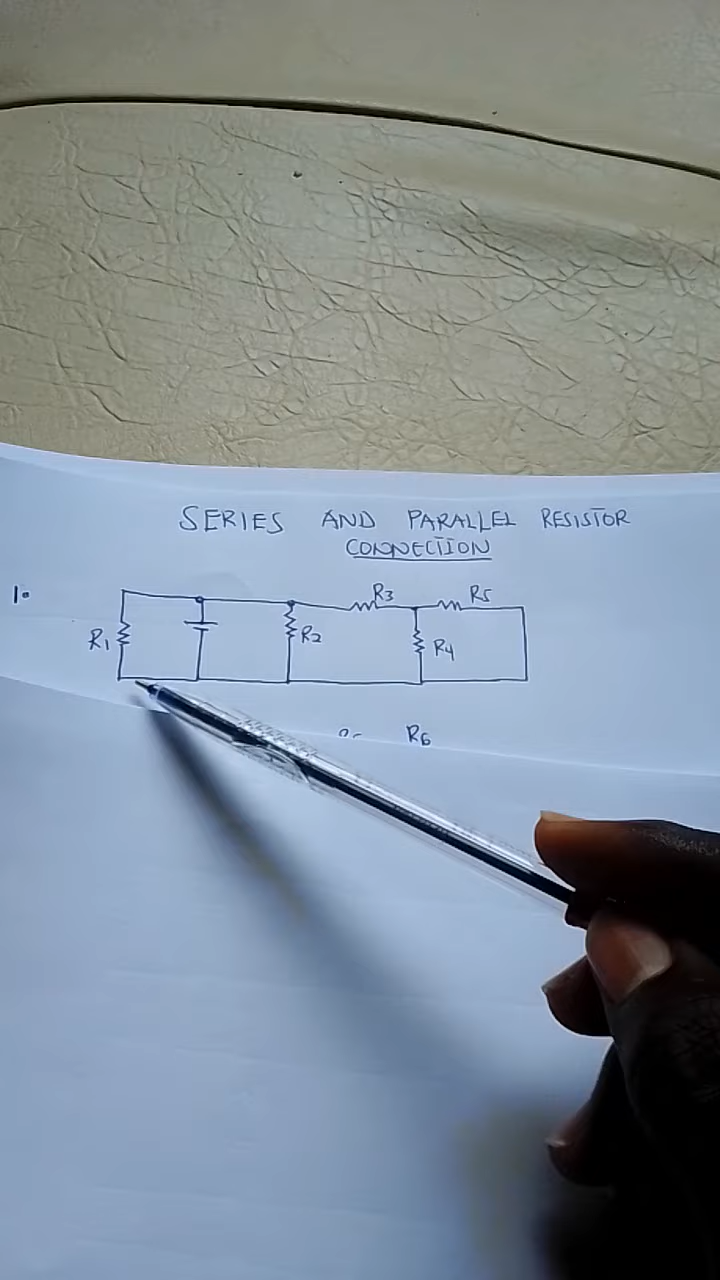 SERIES AND PARALLEL RESISTOR
CONNECTION
1.
R3 R5
R1 R2 R4
R6